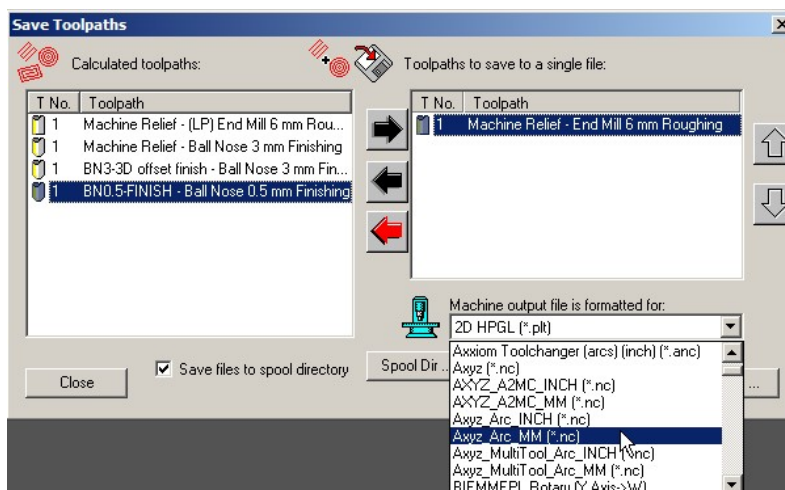 Save Toolpaths
Calculated toolpaths:
T No. Toolpath
1 Machine Relief - (LP) End Mill 6 mm Rou...
1 Machine Relief - Ball Nose 3 mm Finishing
1 BN3-3D offset finish - Ball Nose 3 mm Fin...
1 BN0.5-FINISH - Ball Nose 0.5 mm Finishing
Toolpaths to save to a single file:
T No. Toolpath
1 Machine Relief - End Mill 6 mm Roughing
Machine output file is formatted for:
2D HPGL (*.plt)
Axxiom Toolchanger (arcs) (inch) (*.anc)
Axyz (*.nc)
AXYZ_A2MC_INCH (*.nc)
AXYZ_A2MC_MM (*.nc)
Axyz_Arc_INCH (*.nc)
Axyz_Arc_MM (*.nc)
Axyz_MultiTool_Arc_INCH (*.nc)
Axyz_MultiTool_Arc_MM (*.nc)
BIEMMEPI Rotary (Y Axis->W)
Close
Save files to spool directory
Spool Dir ..
...